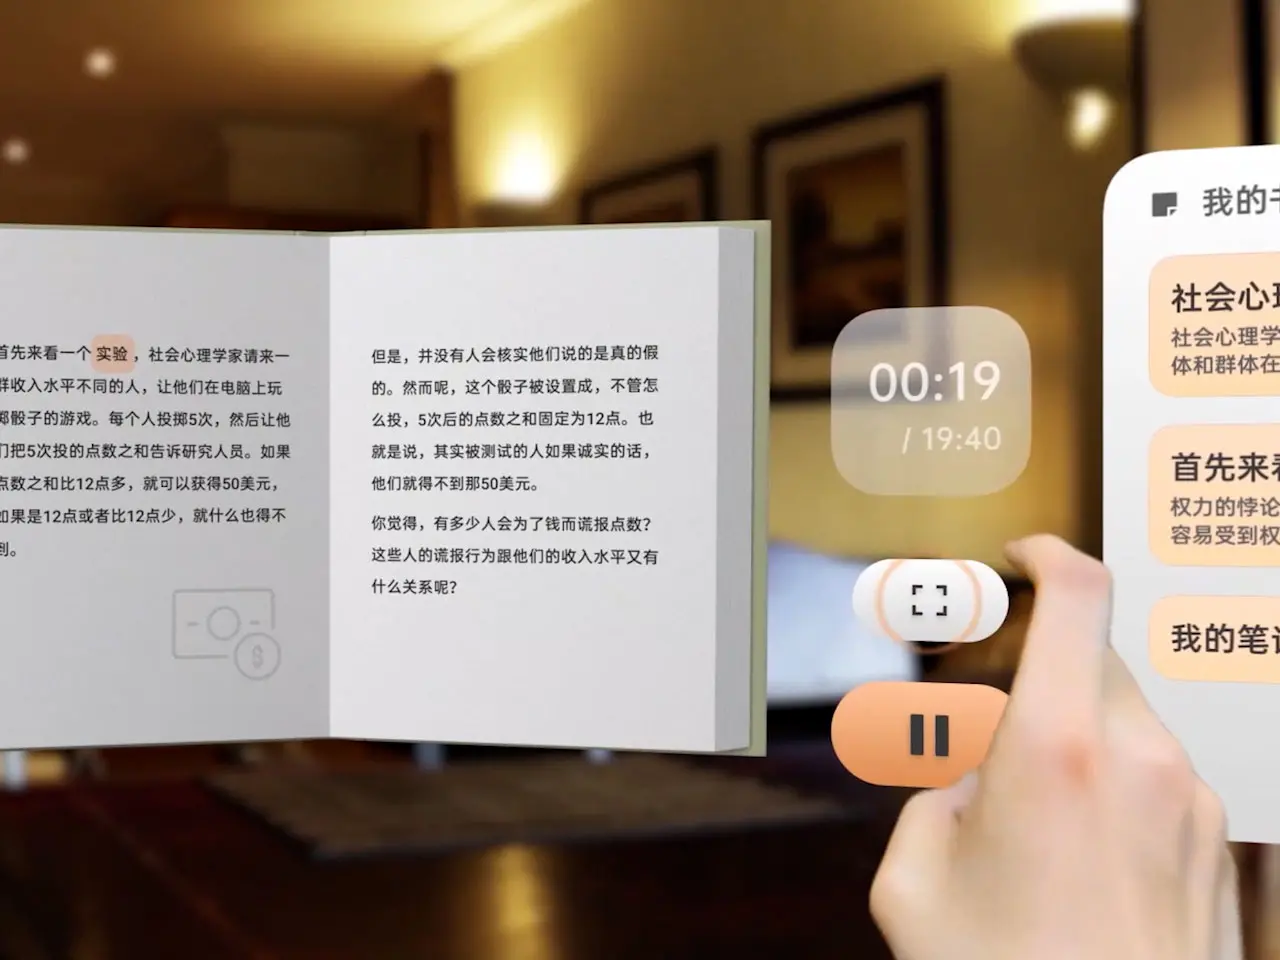 首先来看一个 实验 ，社会心理学家请来一
群收入水平不同的人，让他们在电脑上玩
掷骰子的游戏。每个人投掷5次，然后让他
们把5次投的点数之和告诉研究人员。如果
点数之和比12点多，就可以获得50美元，
如果是12点或者比12点少，就什么也得不
到。
但是，并没有人会核实他们说的是真的假
的。然而呢，这个骰子被设置成，不管怎
么投，5次后的点数之和固定为12点。也
就是说，其实被测试的人如果诚实的话，
他们就得不到那50美元。
你觉得，有多少人会为了钱而谎报点数？
这些人的谎报行为跟他们的收入水平又有
什么关系呢？
00:19
/ 19:40
我的
社会心理
社会心理学
体和群体在
首先来看
权力的悖论
容易受到权
我的笔